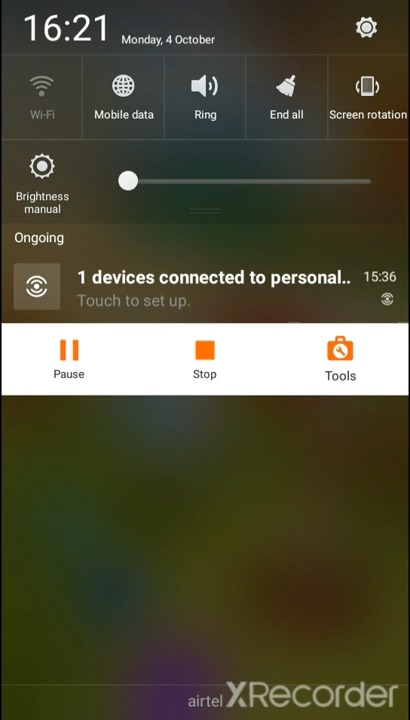 16:21 Monday, 4 October
Wi-Fi Mobile data Ring End all Screen rotation
Brightness
manual
Ongoing
1 devices connected to personal.. 15:36
Touch to set up.
Pause Stop Tools
airtel XRecorder